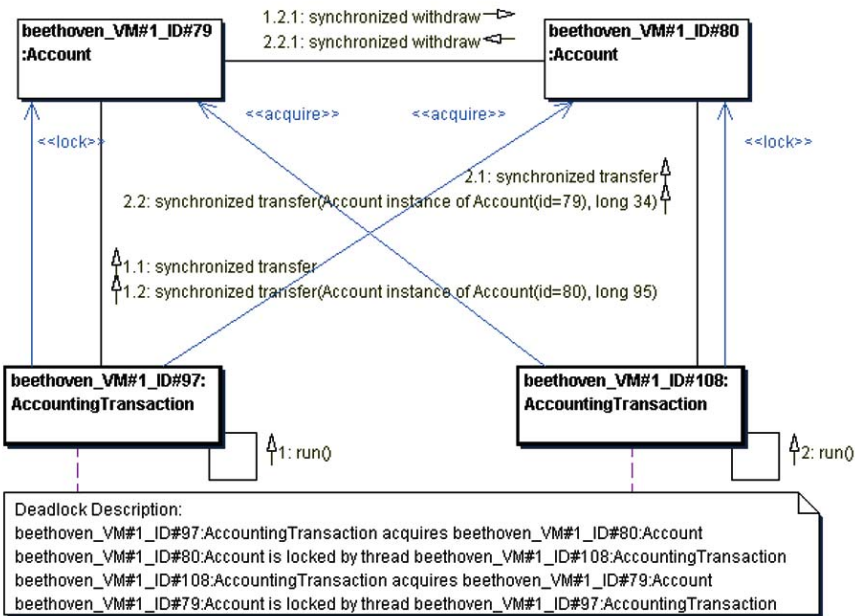 1.2.1: synchronized withdraw
2.2.1: synchronized withdraw
beethoven_VM#1_ID#79
:Account
beethoven_VM#1_ID#80
:Account
<<lock>>
<<acquire>>
<<acquire>>
<<lock>>
2.1: synchronized transfer
2.2: synchronized transfer(Account instance of Account(id=79), long 34)
1.1: synchronized transfer
1.2: synchronized transfer(Account instance of Account(id=80), long 95)
beethoven_VM#1_ID#97:
AccountingTransaction
beethoven_VM#1_ID#108:
AccountingTransaction
1: run()
2: run()
Deadlock Description:
beethoven_VM#1_ID#97:AccountingTransaction acquires beethoven_VM#1_ID#80:Account
beethoven_VM#1_ID#80:Account is locked by thread beethoven_VM#1_ID#108:AccountingTransaction
beethoven_VM#1_ID#108:AccountingTransaction acquires beethoven_VM#1_ID#79:Account
beethoven_VM#1_ID#79:Account is locked by thread beethoven_VM#1_ID#97:AccountingTransaction